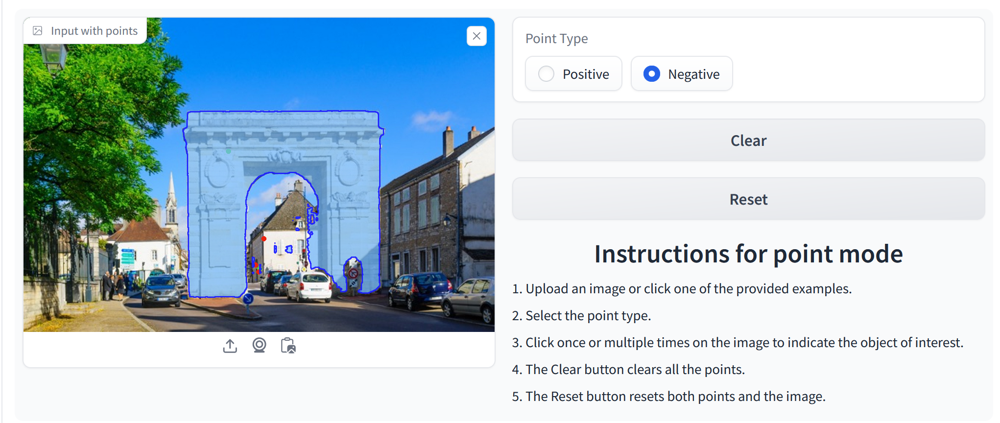 Input with points
Point Type
Positive
Negative
Clear
Reset
Instructions for point mode
1. Upload an image or click one of the provided examples.
2. Select the point type.
3. Click once or multiple times on the image to indicate the object of interest.
4. The Clear button clears all the points.
5. The Reset button resets both points and the image.